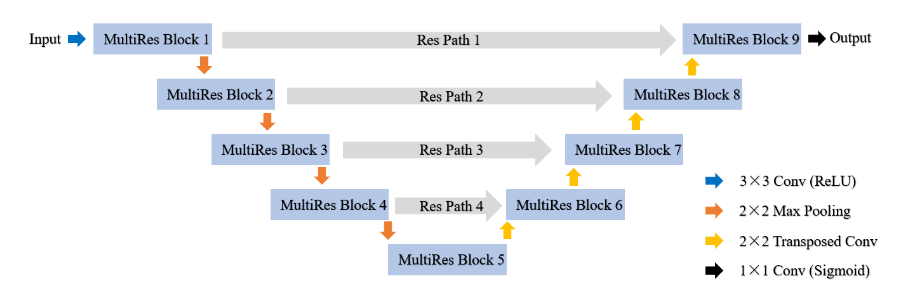 Input MultiRes Block 1 Res Path 1 MultiRes Block 9 Output
MultiRes Block 2 Res Path 2 MultiRes Block 8
MultiRes Block 3 Res Path 3 MultiRes Block 7
MultiRes Block 4 Res Path 4 MultiRes Block 6
MultiRes Block 5
3×3 Conv (ReLU)
2×2 Max Pooling
2×2 Transposed Conv
1×1 Conv (Sigmoid)